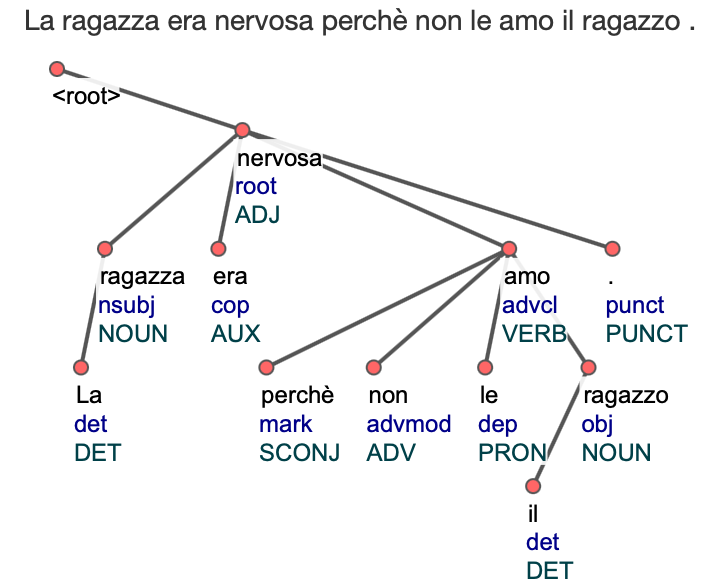 La ragazza era nervosa perchè non le amo il ragazzo .
<root>
nervosa
root
ADJ
ragazza era amo .
nsubj cop advcl punct
NOUN AUX VERB PUNCT
La perchè non le ragazzo
det mark advmod dep obj
DET SCONJ ADV PRON NOUN
il
det
DET